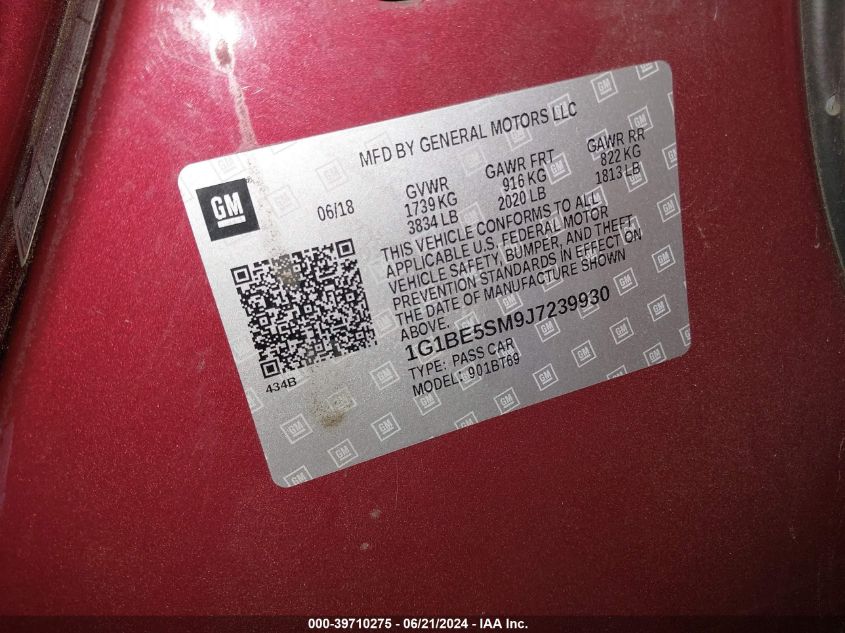 MFD BY GENERAL MOTORS LLC
GM
06/18
GVWR GAWR FRT GAWR RR
1739 KG 916 KG 822 KG
3834 LB 2020 LB 1813 LB
THIS VEHICLE CONFORMS TO ALL
APPLICABLE U.S. FEDERAL MOTOR
VEHICLE SAFETY, BUMPER, AND THEFT
PREVENTION STANDARDS IN EFFECT ON
THE DATE OF MANUFACTURE SHOWN
ABOVE.
1G1BE5SM9J7239930
TYPE: PASS CAR
MODEL: 901BT69
434B
000-39710275 - 06/21/2024 - IAA Inc.